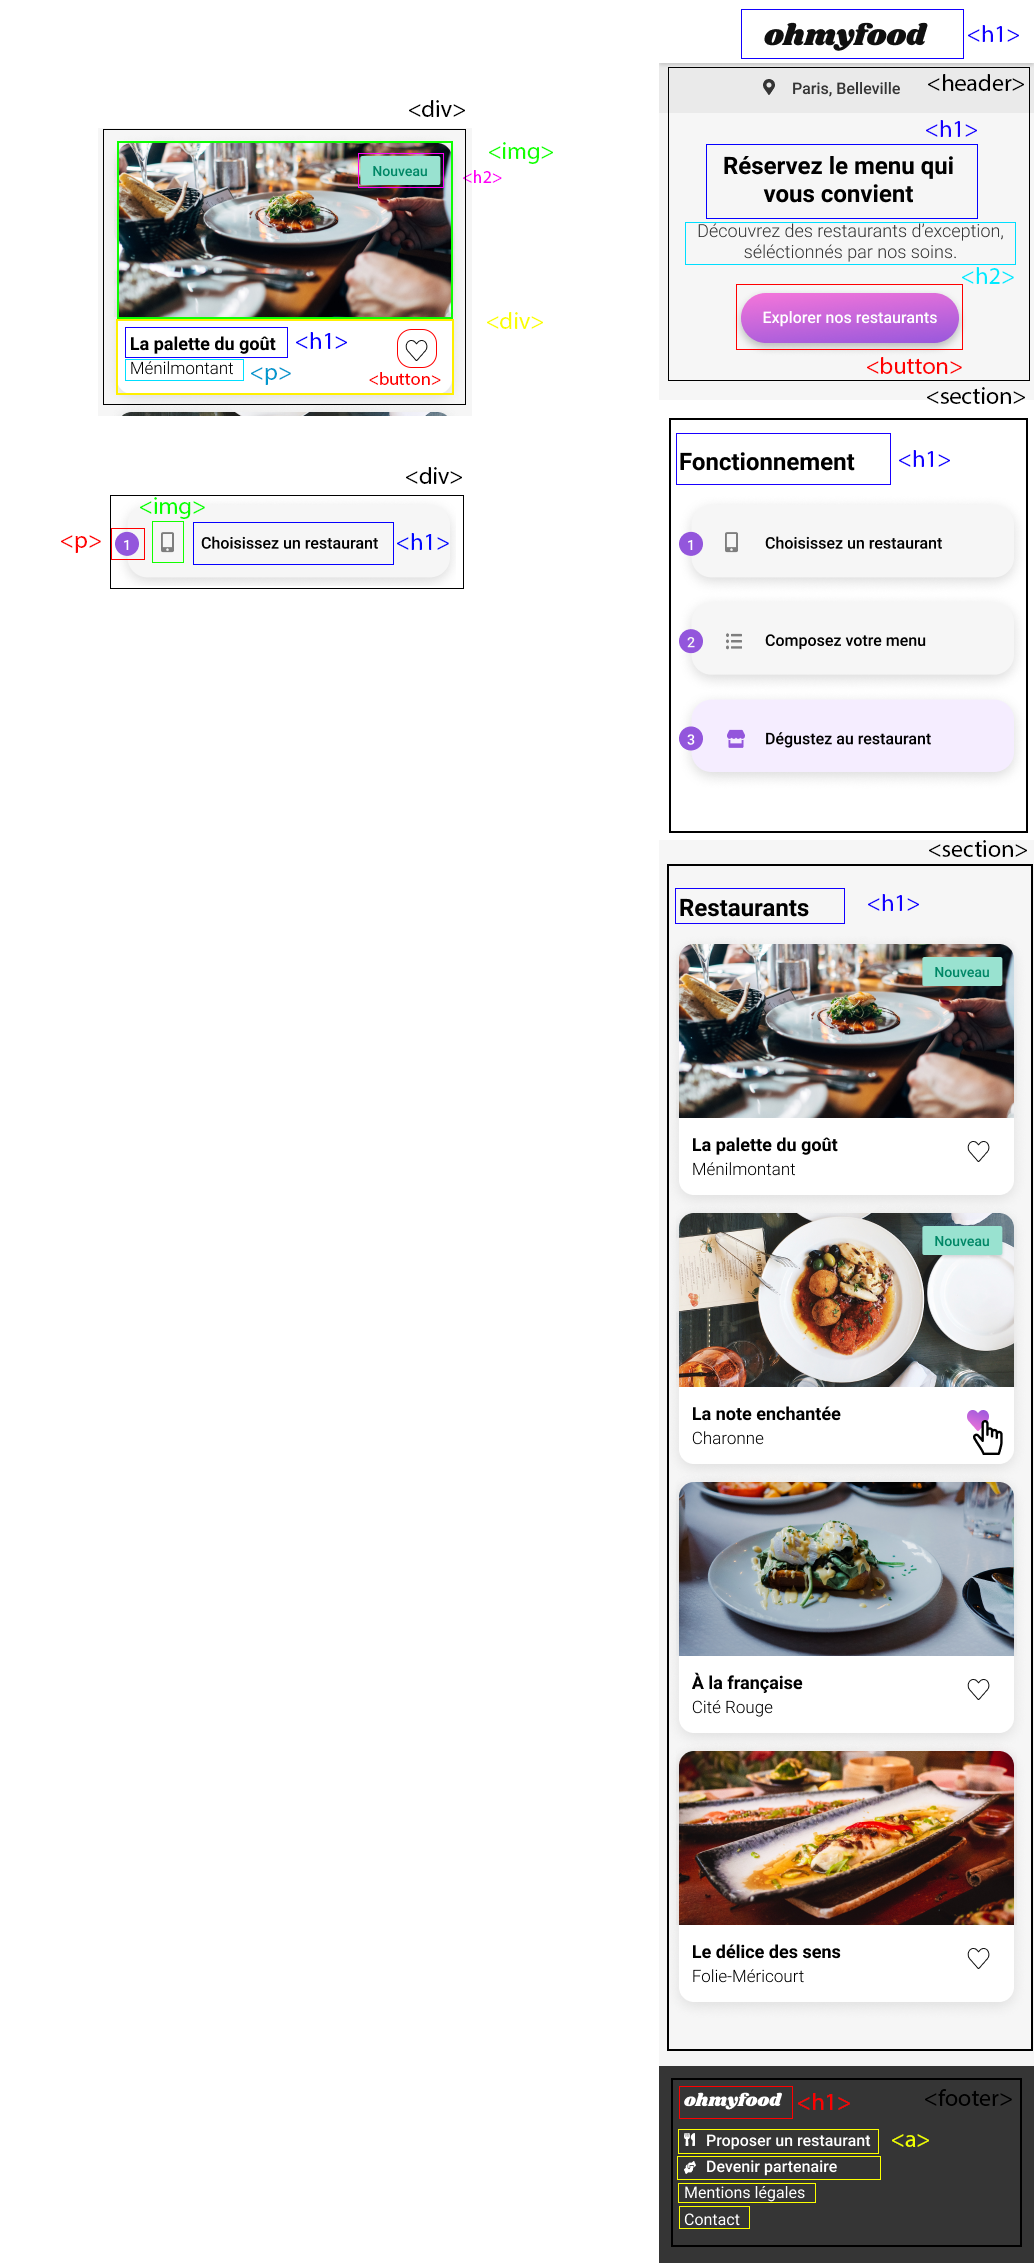 <div>
<img>
Nouveau
<h2>
<div>
La palette du goût
<h1>
Ménilmontant
<p>
<button>
<div>
<img>
<p>
1
Choisissez un restaurant
<h1>
ohmyfood
<h1>
Paris, Belleville
<header>
<h1>
Réservez le menu qui
vous convient
Découvrez des restaurants d'exception,
séléctionnés par nos soins.
<h2>
Explorer nos restaurants
<button>
<section>
Fonctionnement
<h1>
1
Choisissez un restaurant
2
Composez votre menu
3
Dégustez au restaurant
<section>
Restaurants
<h1>
Nouveau
La palette du goût
Ménilmontant
Nouveau
La note enchantée
Charonne
À la française
Cité Rouge
Le délice des sens
Folie-Méricourt
ohmyfood
<h1>
<footer>
Proposer un restaurant
<a>
Devenir partenaire
Mentions légales
Contact